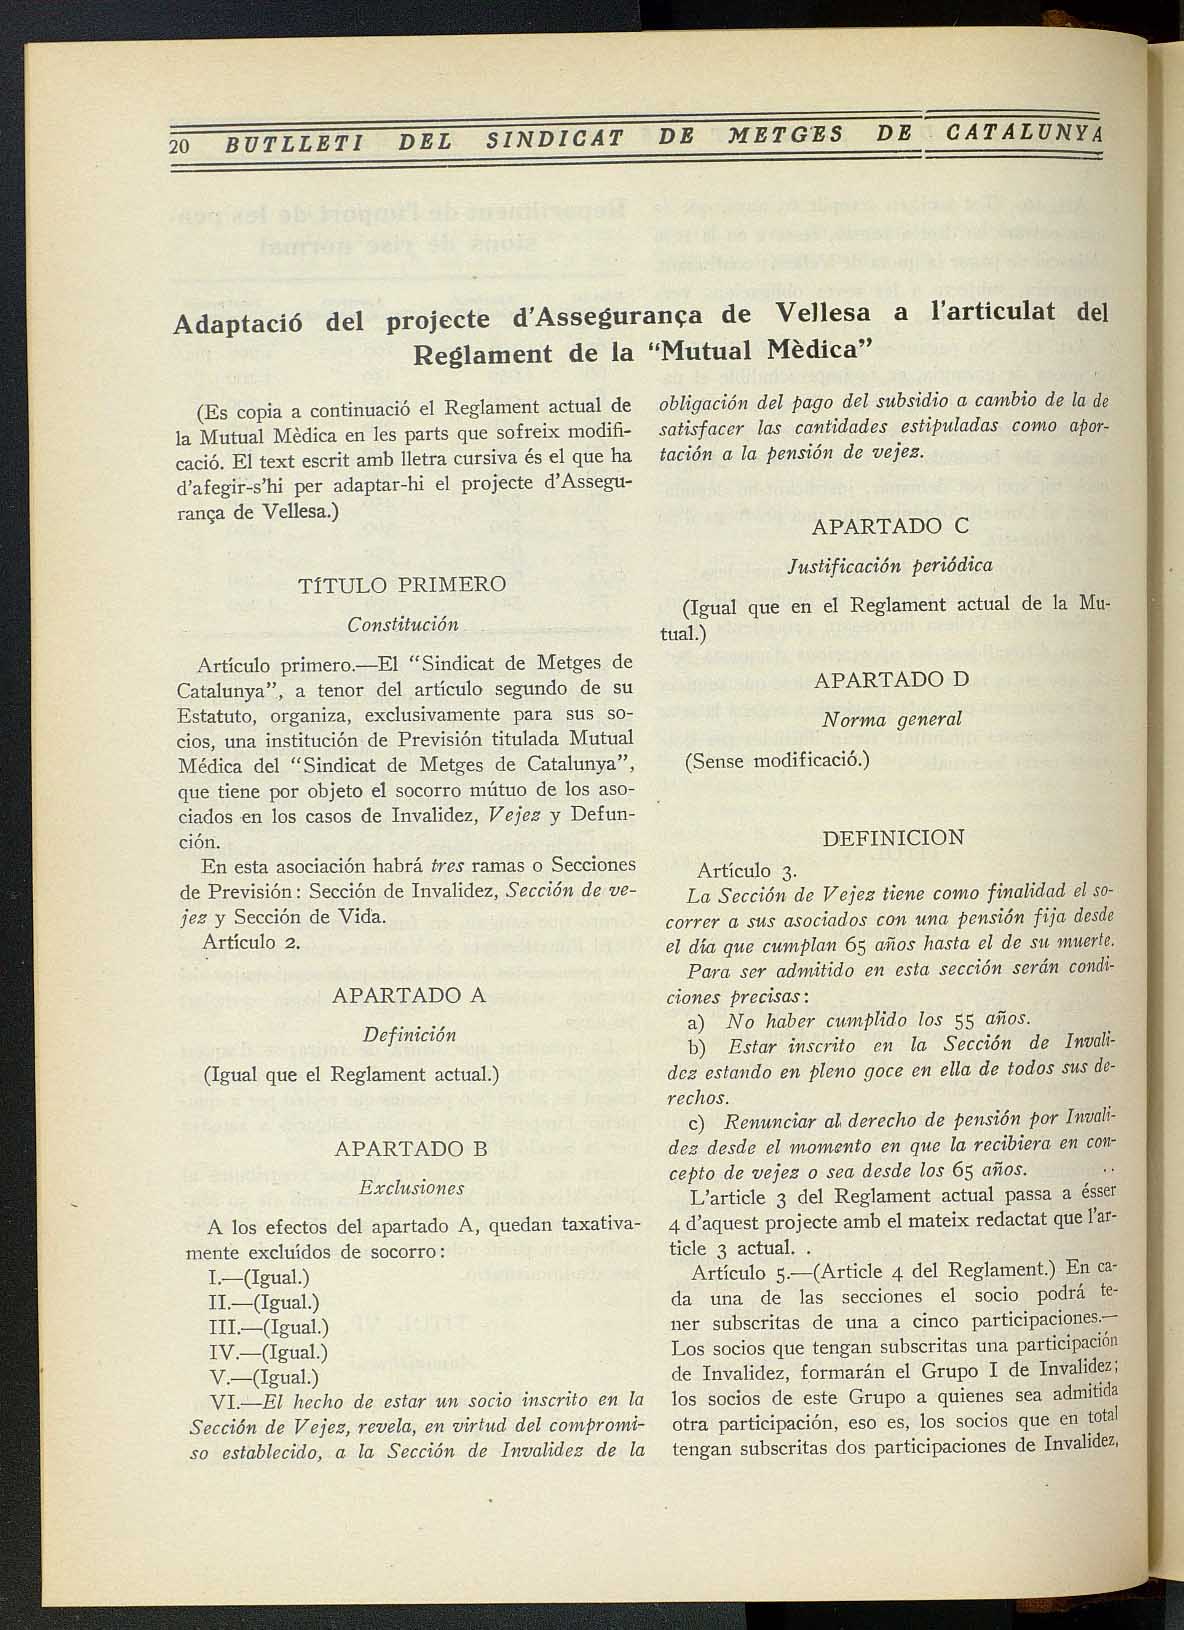 20 BUTLLETI DEL SINDICAT DE METGES DE CATALUNYA
Adaptació del projecte d'Assegurança de Vellesa a l'articulat del
Reglament de la "Mutual Mèdica"
(Es copia a continuació el Reglament actual de
la Mutual Mèdica en les parts que sofreix modifi-
cació. El text escrit amb lletra cursiva és el que ha
d'afegir-s'hi per adaptar-hi el projecte d'Assegu-
rança de Vellesa.)
TÍTULO PRIMERO
Constitución
Artículo primero.—El "Sindicat de Metges de
Catalunya", a tenor del artículo segundo de su
Estatuto, organiza, exclusivamente para sus so-
cios, una institución de Previsión titulada Mutual
Médica del "Sindicat de Metges de Catalunya",
que tiene por objeto el socorro mútuo de los aso-
ciados en los casos de Invalidez, Vejez y Defun-
ción.
En esta asociación habrá tres ramas o Secciones
de Previsión: Sección de Invalidez, Sección de ve-
jez y Sección de Vida.
Artículo 2.
APARTADO A
Definición
(Igual que el Reglament actual.)
APARTADO B
Exclusiones
A los efectos del apartado A, quedan taxativa-
mente excluídos de socorro:
I.—(Igual.)
II.—(Igual.)
III.—(Igual.)
IV.—(Igual.)
V.—(Igual.)
VI.—El hecho de estar un socio inscrito en la
Sección de Vejez, revela, en virtud del compromi-
so establecido, a la Sección de Invalidez de la
obligación del pago del subsidio a cambio de la de
satisfacer las cantidades estipuladas como apor-
tación a la pensión de vejez.
APARTADO C
Justificación periódica
(Igual que en el Reglament actual de la Mu-
tual.)
APARTADO D
Norma general
(Sense modificació.)
DEFINICION
Artículo 3.
La Sección de Vejez tiene como finalidad el so-
correr a sus asociados con una pensión fija desde
el día que cumplan 65 años hasta el de su muerte.
Para ser admitido en esta sección serán condi-
ciones precisas:
a) No haber cumplido los 55 años.
b) Estar inscrito en la Sección de Invali-
dez estando en pleno goce en ella de todos sus de-
rechos.
c) Renunciar al derecho de pensión por Invali-
dez desde el momento en que la recibiera en con-
cepto de vejez o sea desde los 65 años.
L'article 3 del Reglament actual passa a ésser
4 d'aquest projecte amb el mateix redactat que l'ar-
ticle 3 actual.
Artículo 5.—(Article 4 del Reglament.) En ca-
da una de las secciones el socio podrá te-
ner subscritas de una a cinco participaciones.—
Los socios que tengan subscritas una participación
de Invalidez, formarán el Grupo I de Invalidez;
los socios de este Grupo a quienes sea admitida
otra participación, eso es, los socios que en total
tengan subscritas dos participaciones de Invalidez,